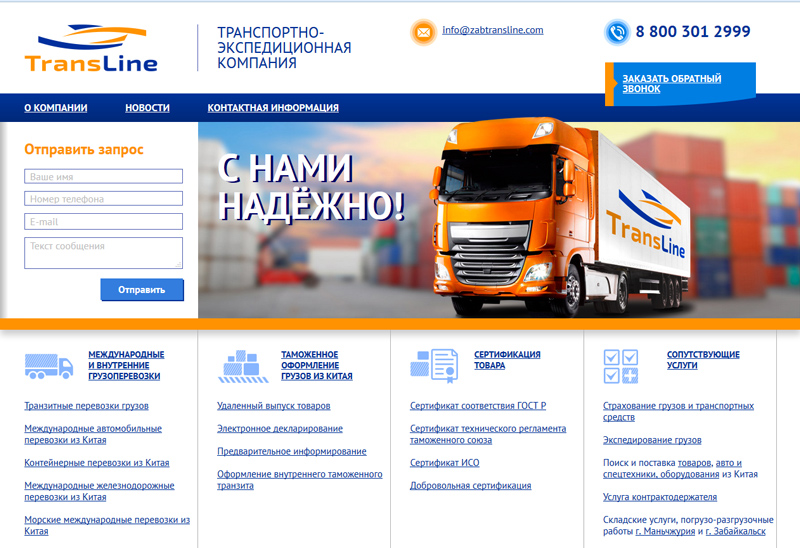 TransLine
ТРАНСПОРТНО-
ЭКСПЕДИЦИОННАЯ
КОМПАНИЯ
info@zabtransline.com
8 800 301 2999
ЗАКАЗАТЬ ОБРАТНЫЙ
ЗВОНОК
О КОМПАНИИ
НОВОСТИ
КОНТАКТНАЯ ИНФОРМАЦИЯ
Отправить запрос
Ваше имя
Номер телефона
E-mail
Текст сообщения
Отправить
С НАМИ
НАДЁЖНО!
TransLine
МЕЖДУНАРОДНЫЕ
И ВНУТРЕННИЕ
ГРУЗОПЕРЕВОЗКИ
Транзитные перевозки грузов
Международные автомобильные
перевозки из Китая
Контейнерные перевозки из Китая
Международные железнодорожные
перевозки из Китая
Морские международные перевозки из
Китая
ТАМОЖЕННОЕ
ОФОРМЛЕНИЕ
ГРУЗОВ ИЗ КИТАЯ
Удаленный выпуск товаров
Электронное декларирование
Предварительное информирование
Оформление внутреннего таможенного
транзита
СЕРТИФИКАЦИЯ
ТОВАРА
Сертификат соответствия ГОСТ Р
Сертификат технического регламента
таможенного союза
Сертификат ИСО
Добровольная сертификация
СОПУТСТВУЮЩИЕ
УСЛУГИ
Страхование грузов и транспортных
средств
Экспедирование грузов
Поиск и поставка товаров, авто и
спецтехники, оборудования из Китая
Услуга контрактодержателя
Складские услуги, погрузо-разгрузочные
работы г. Маньчжурия и г. Забайкальск